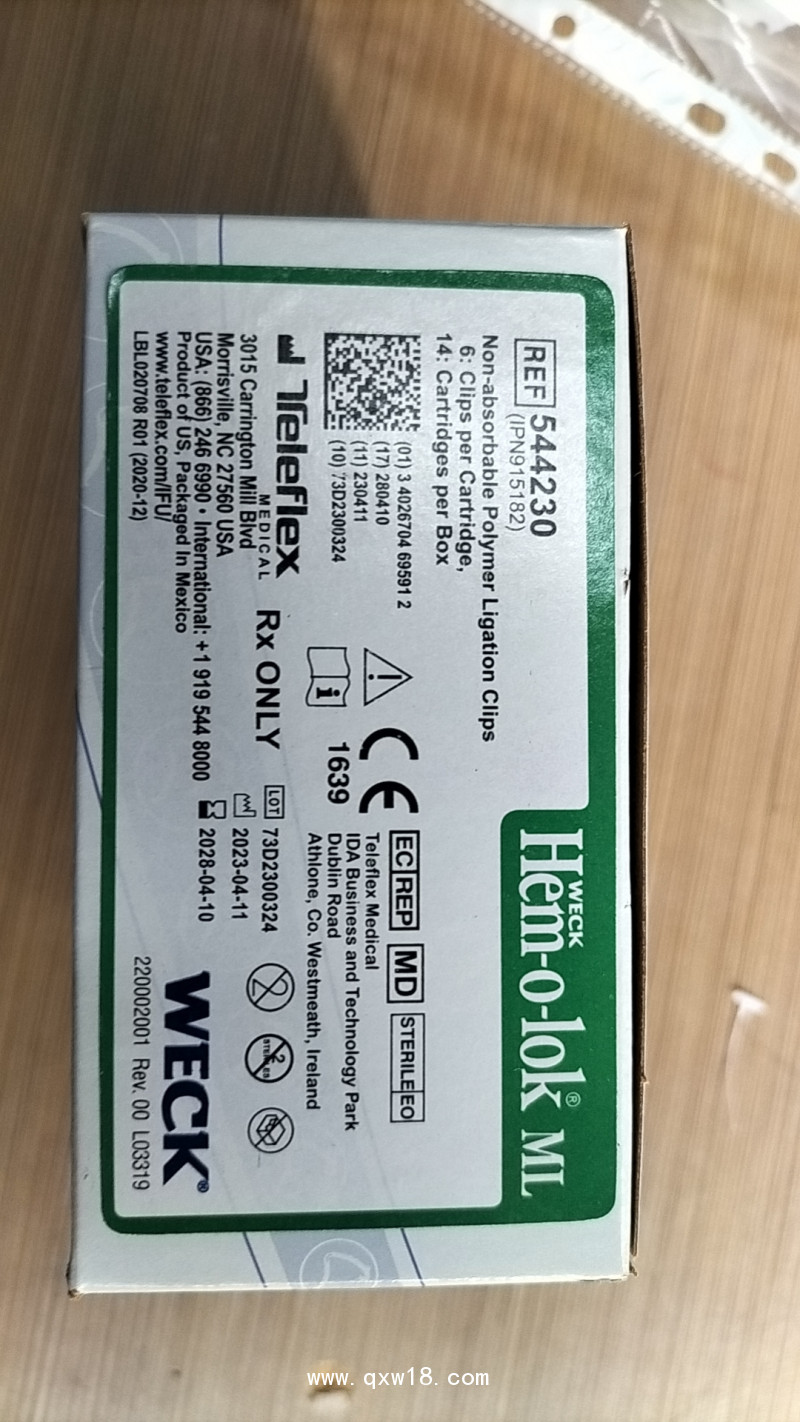 WECK
Hem-o-lok® ML
REF 544230
(IPN915182)
Non-absorbable Polymer Ligation Clips
6: Clips per Cartridge,
14: Cartridges per Box
(01) 3 4026704 69591 2
(17) 280410
(11) 230411
(10) 73D2300324
Teleflex
MEDICAL
3015 Carrington Mill Blvd
Morrisville, NC 27560 USA
USA: (866) 246 6990 • International: +1 919 544 8000
Product of US, Packaged In Mexico
www.teleflex.com/IFU/
LBL020708 R01 (2020-12)
Rx ONLY
CE
1639
EC REP MD STERILE EO
Teleflex Medical
IDA Business and Technology Park
Dublin Road
Athlone, Co. Westmeath, Ireland
LOT 73D2300324
2023-04-11
2028-04-10
2
2
WECK®
220002001 Rev. 00 L03319
www.qxw18.com